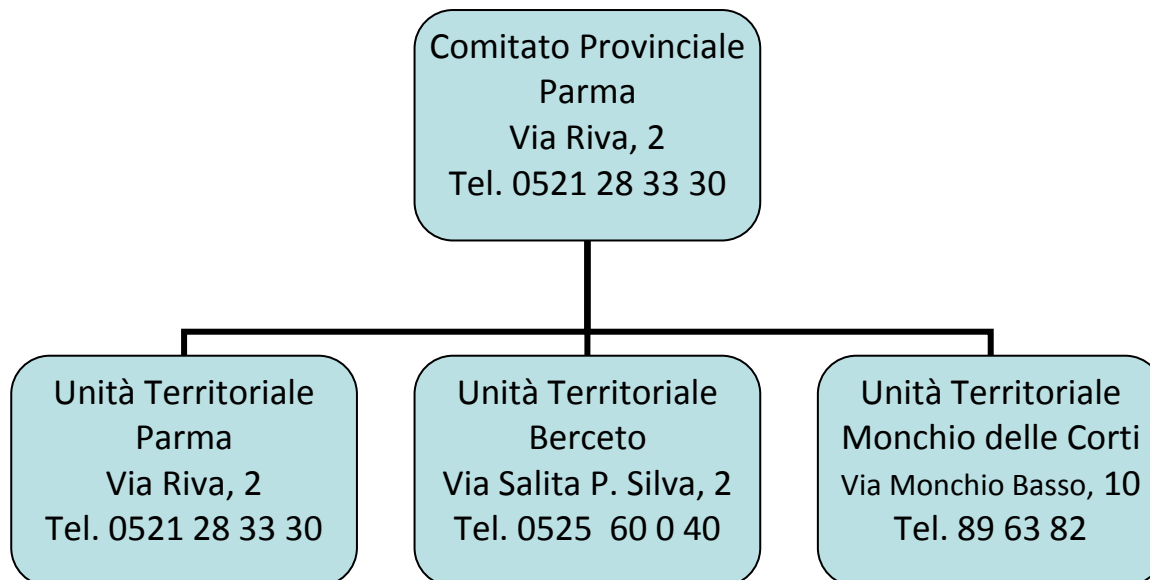 Comitato Provinciale
Parma
Via Riva, 2
Tel. 0521 28 33 30
Unità Territoriale
Parma
Via Riva, 2
Tel. 0521 28 33 30
Unità Territoriale
Berceto
Via Salita P. Silva, 2
Tel. 0525  60 0 40
Unità Territoriale
Monchio delle Corti
Via Monchio Basso, 10
Tel. 89 63 82